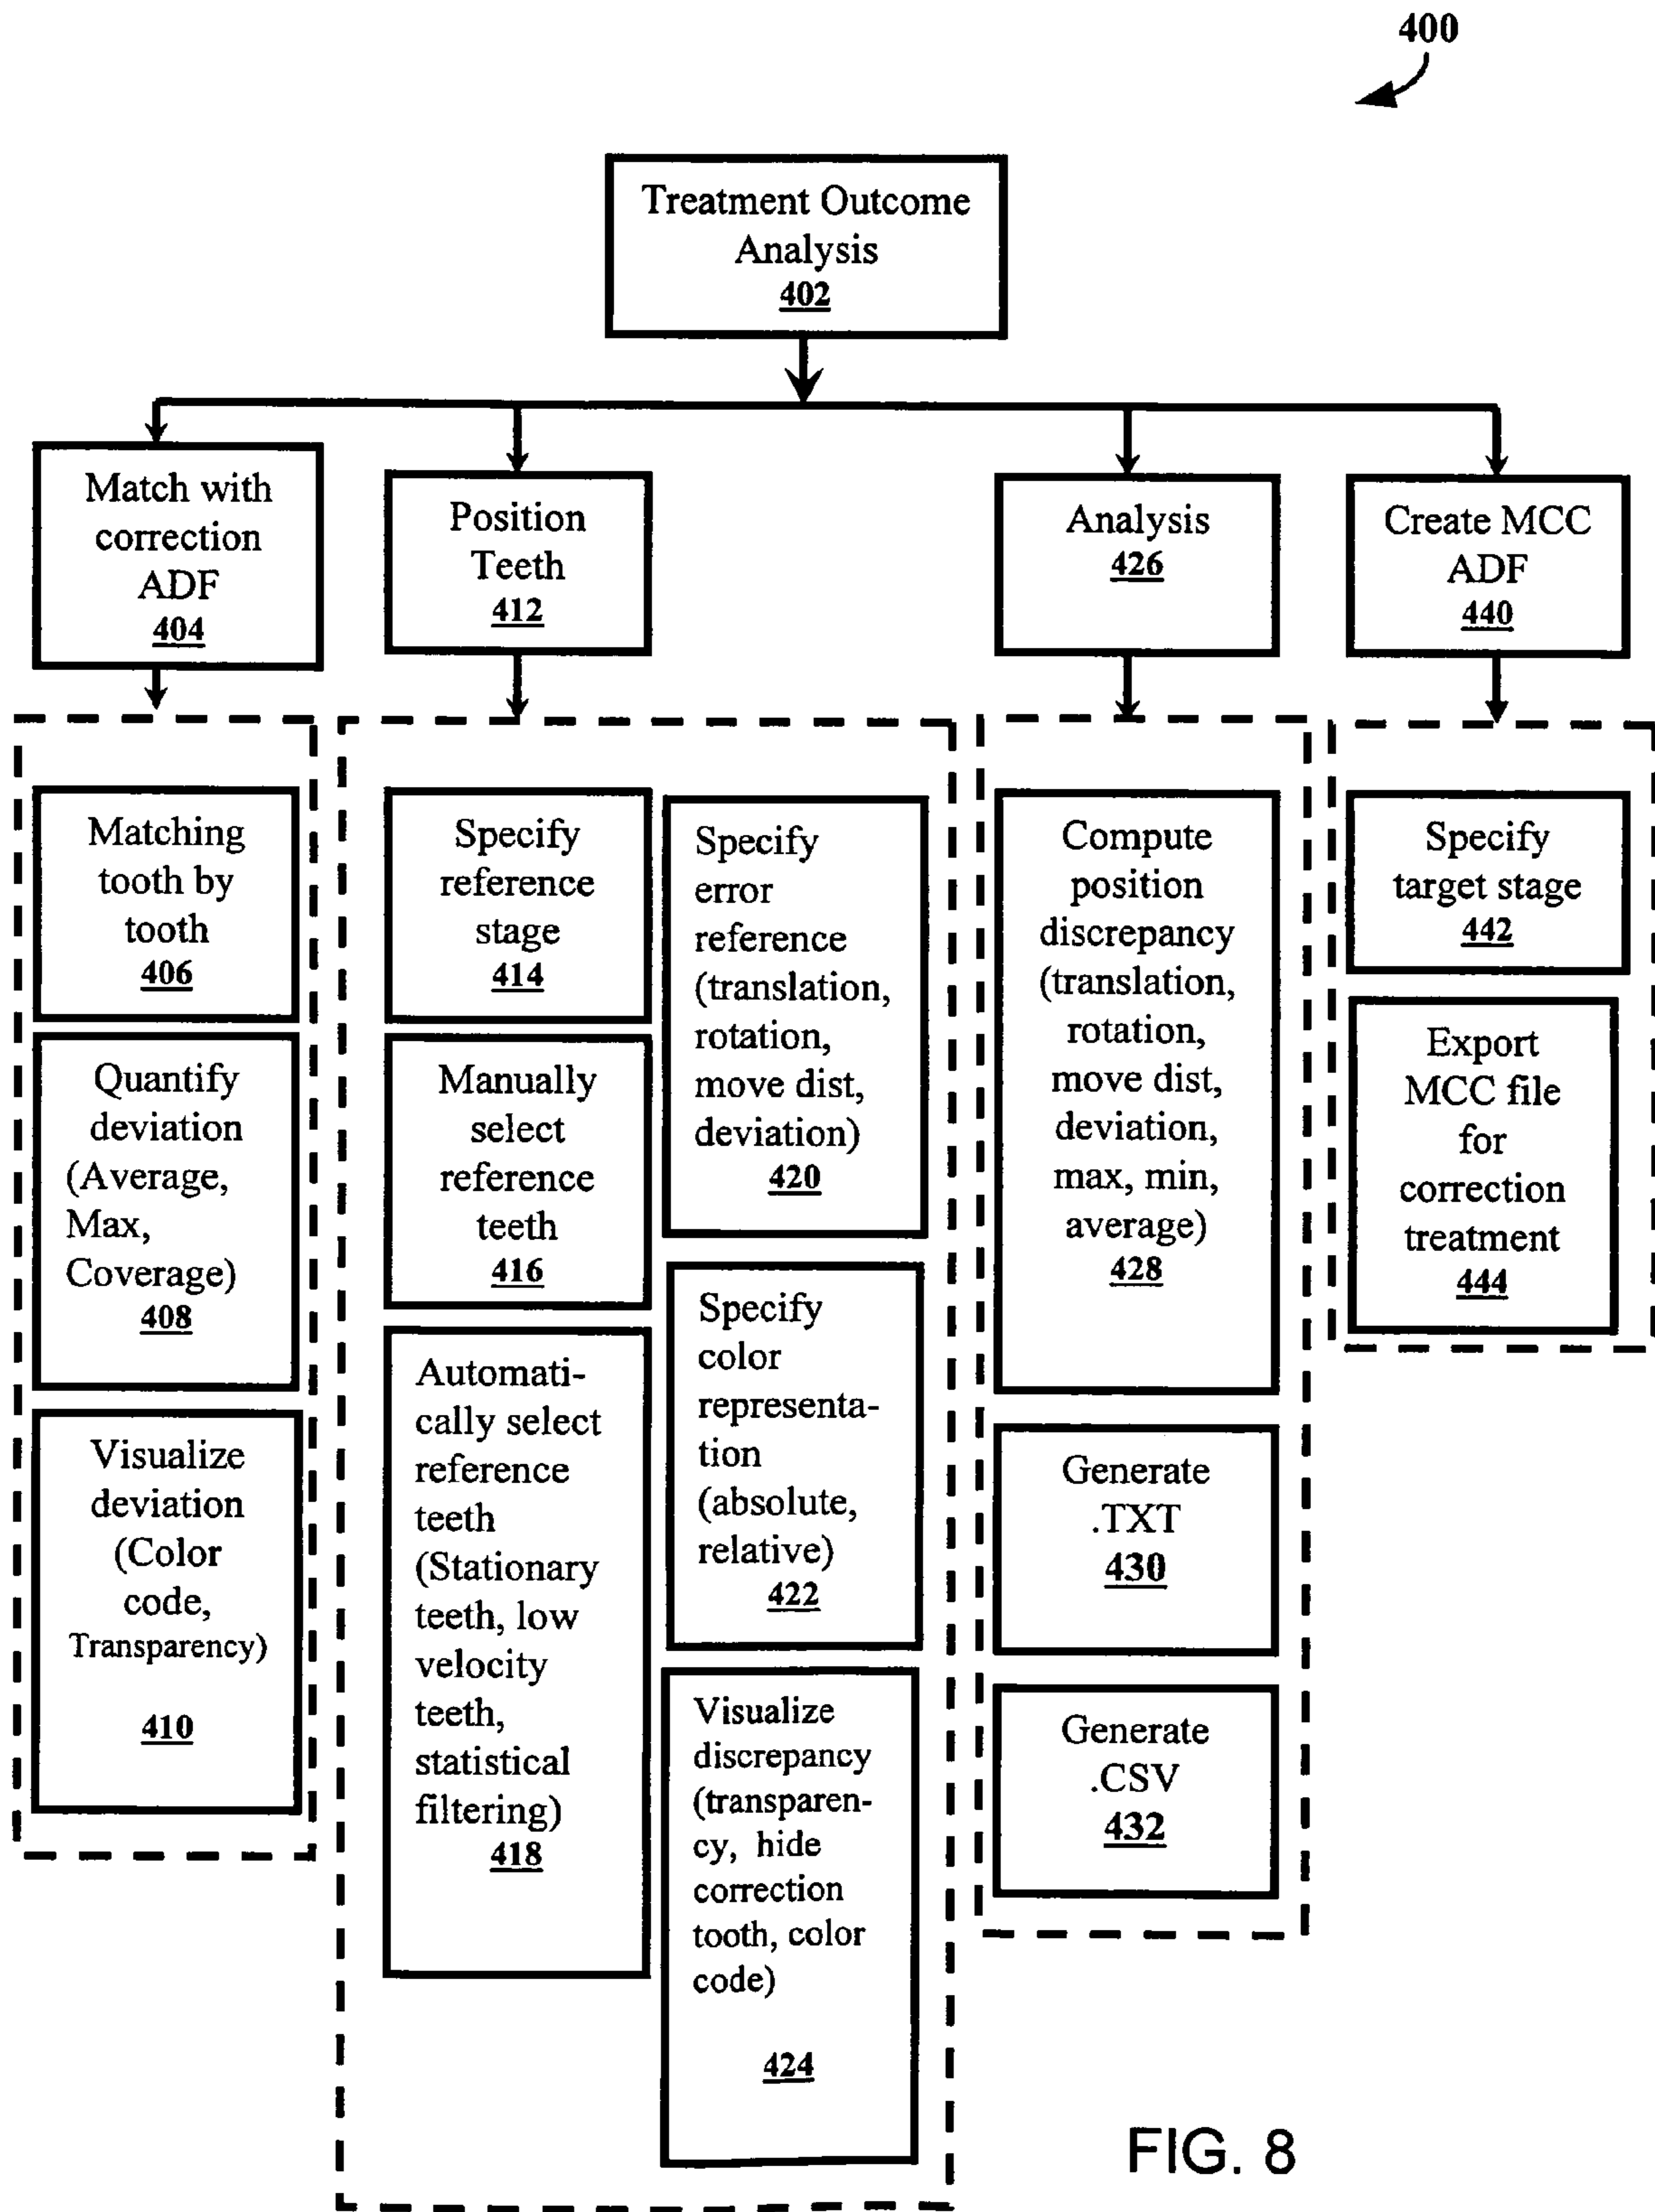 400
Treatment Outcome
Analysis
402
Match with
correction
ADF
404
Position
Teeth
412
Analysis
426
Create MCC
ADF
440
Matching
tooth by
tooth
406
Quantify
deviation
(Average,
Max,
Coverage)
408
Visualize
deviation
(Color
code,
Transparency)
410
Specify
reference
stage
414
Manually
select
reference
teeth
416
Automati-
cally select
reference
teeth
(Stationary
teeth, low
velocity
teeth,
statistical
filtering)
418
Specify
error
reference
(translation,
rotation,
move dist,
deviation)
420
Specify
color
representa-
tion
(absolute,
relative)
422
Visualize
discrepancy
(transparen-
cy, hide
correction
tooth, color
code)
424
Compute
position
discrepancy
(translation,
rotation,
move dist,
deviation,
max, min,
average)
428
Generate
.TXT
430
Generate
.CSV
432
Specify
target stage
442
Export
MCC file
for
correction
treatment
444
FIG. 8